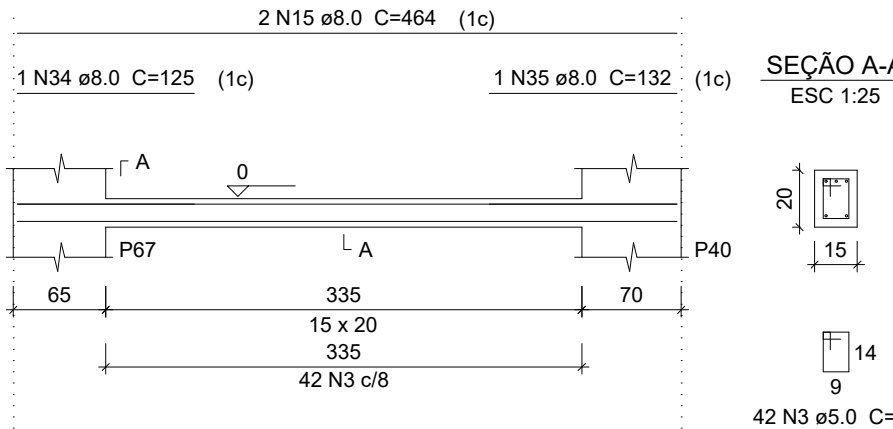 2 N15 ø8.0 C=464 (1c)
1 N34 ø8.0 C=125 (1c)
1 N35 ø8.0 C=132 (1c)
SEÇÃO A-A
ESC 1:25
A
0
20
15
P67
A
P40
65
335
70
15 x 20
335
42 N3 c/8
14
9
42 N3 ø5.0 C=